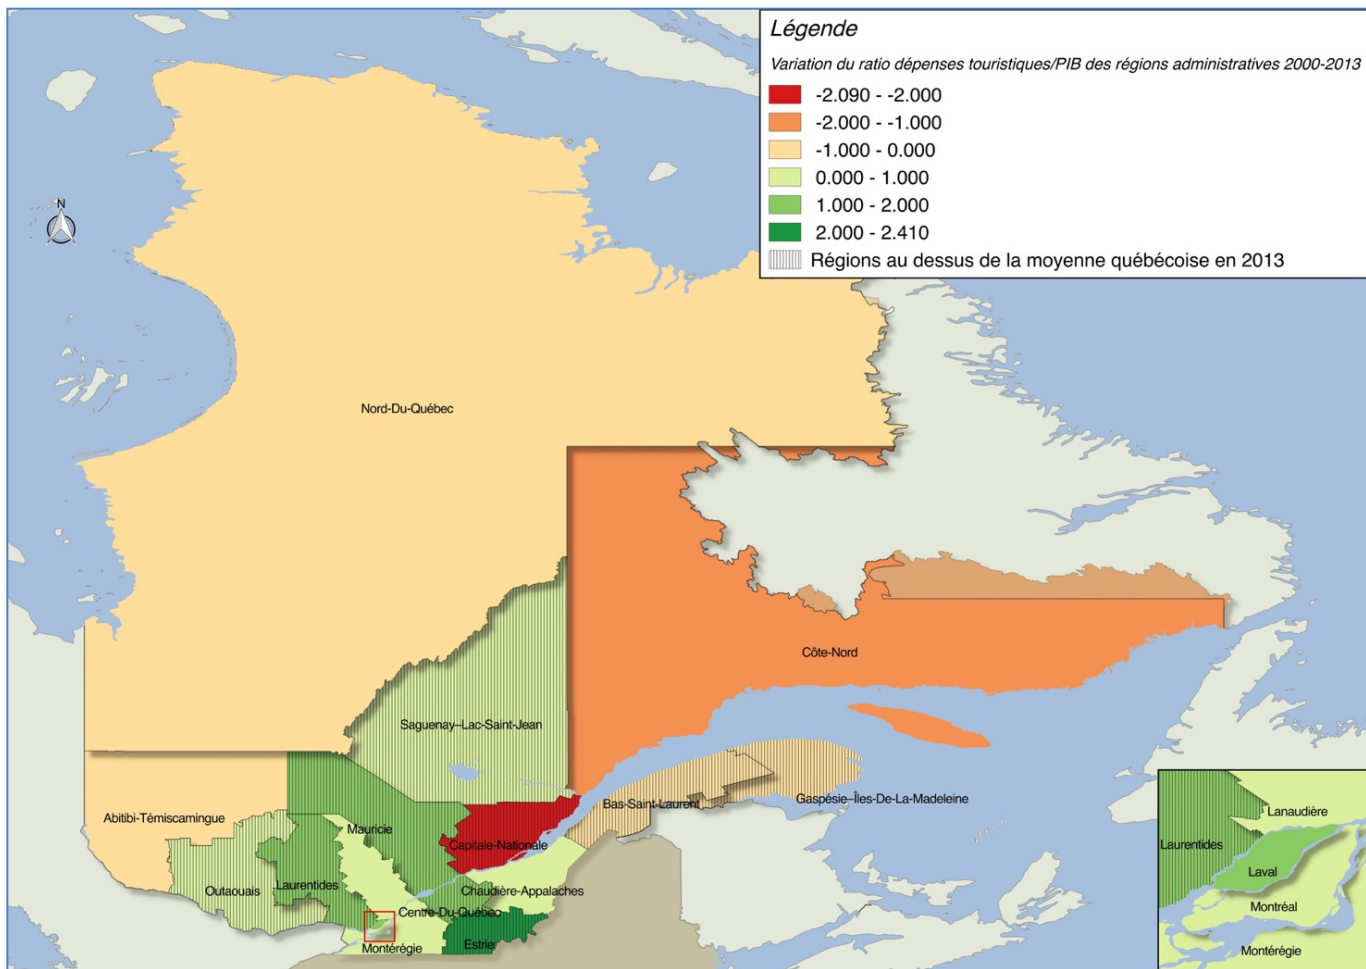 Légende
Variation du ratio dépenses touristiques/PIB des régions administratives 2000-2013
-2.090 - -2.000
-2.000 - -1.000
-1.000 - 0.000
0.000 - 1.000
1.000 - 2.000
2.000 - 2.410
Régions au dessus de la moyenne québécoise en 2013
N
Nord-Du-Québec
Côte-Nord
Saguenay–Lac-Saint-Jean
Bas-Saint-Laurent
Gaspésie–Îles-De-La-Madeleine
Abitibi-Témiscamingue
Mauricie
Capitale-Nationale
Outaouais
Laurentides
Chaudière-Appalaches
Centre-Du-Québec
Montérégie
Estrie
Lanaudière
Laurentides
Laval
Montréal
Montérégie